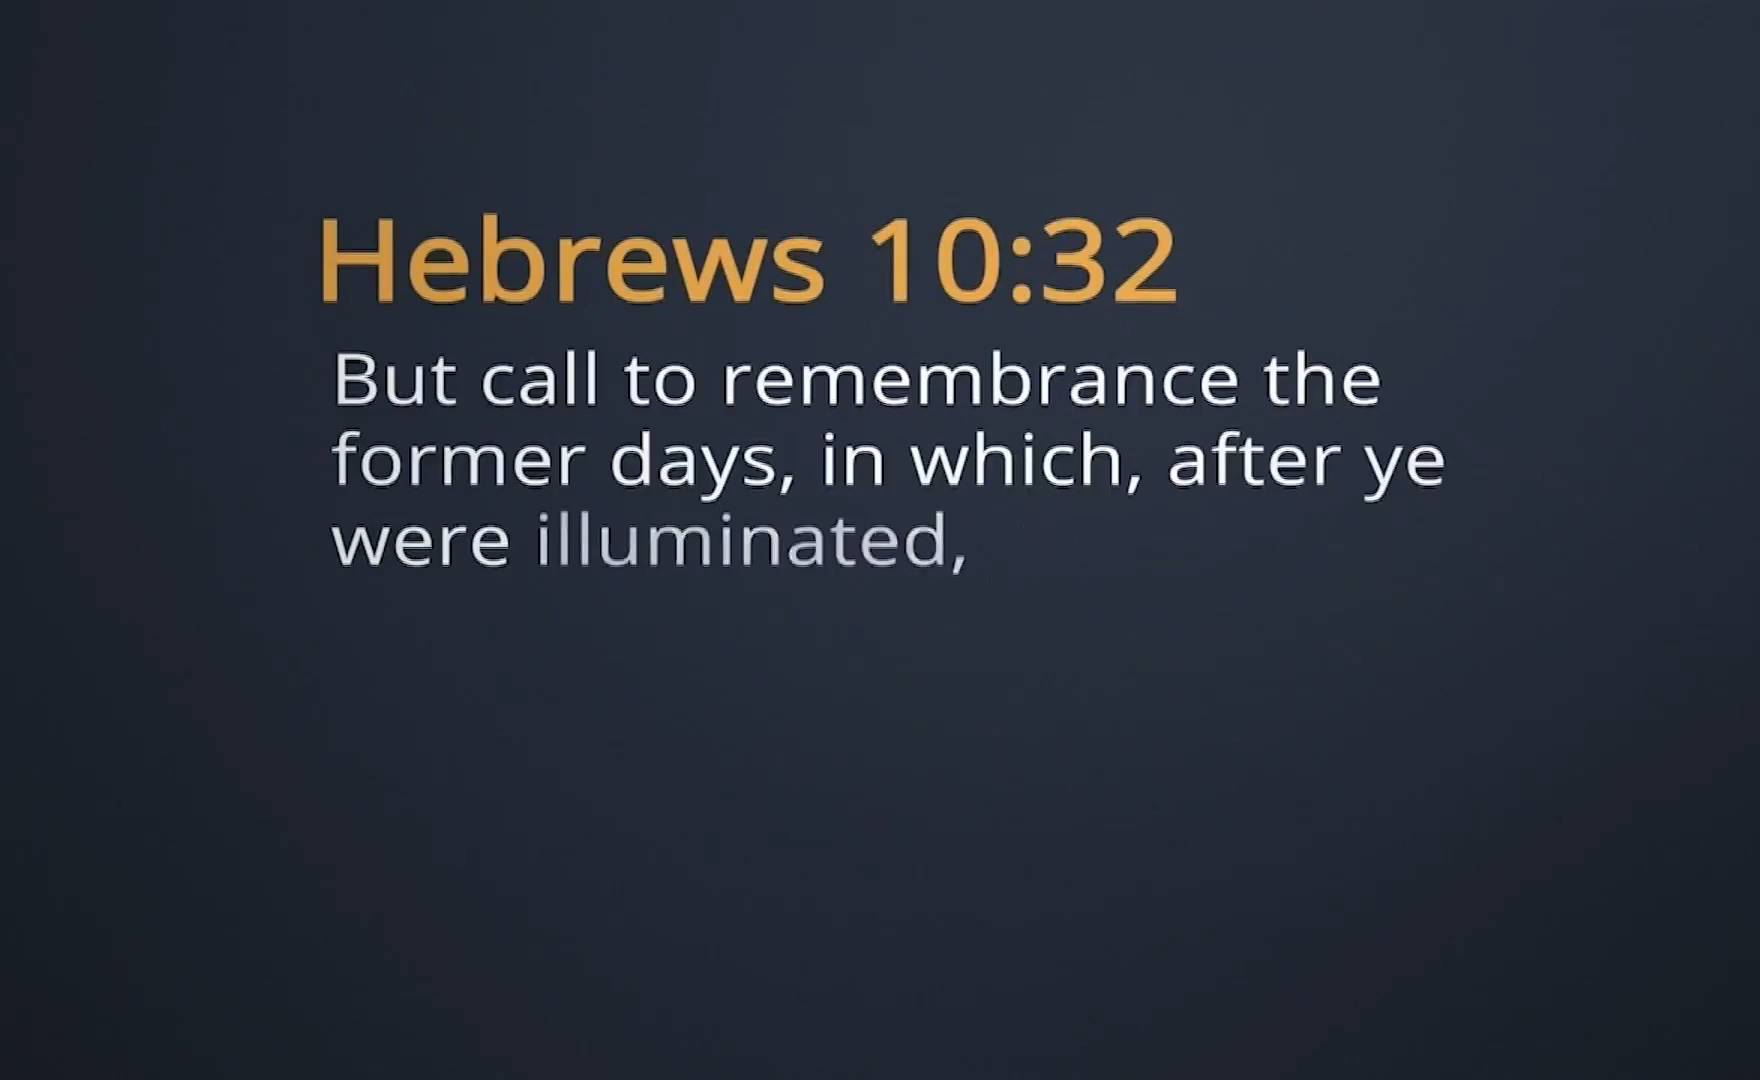 Hebrews 10:32
But call to remembrance the
former days, in which, after ye
were illuminated,